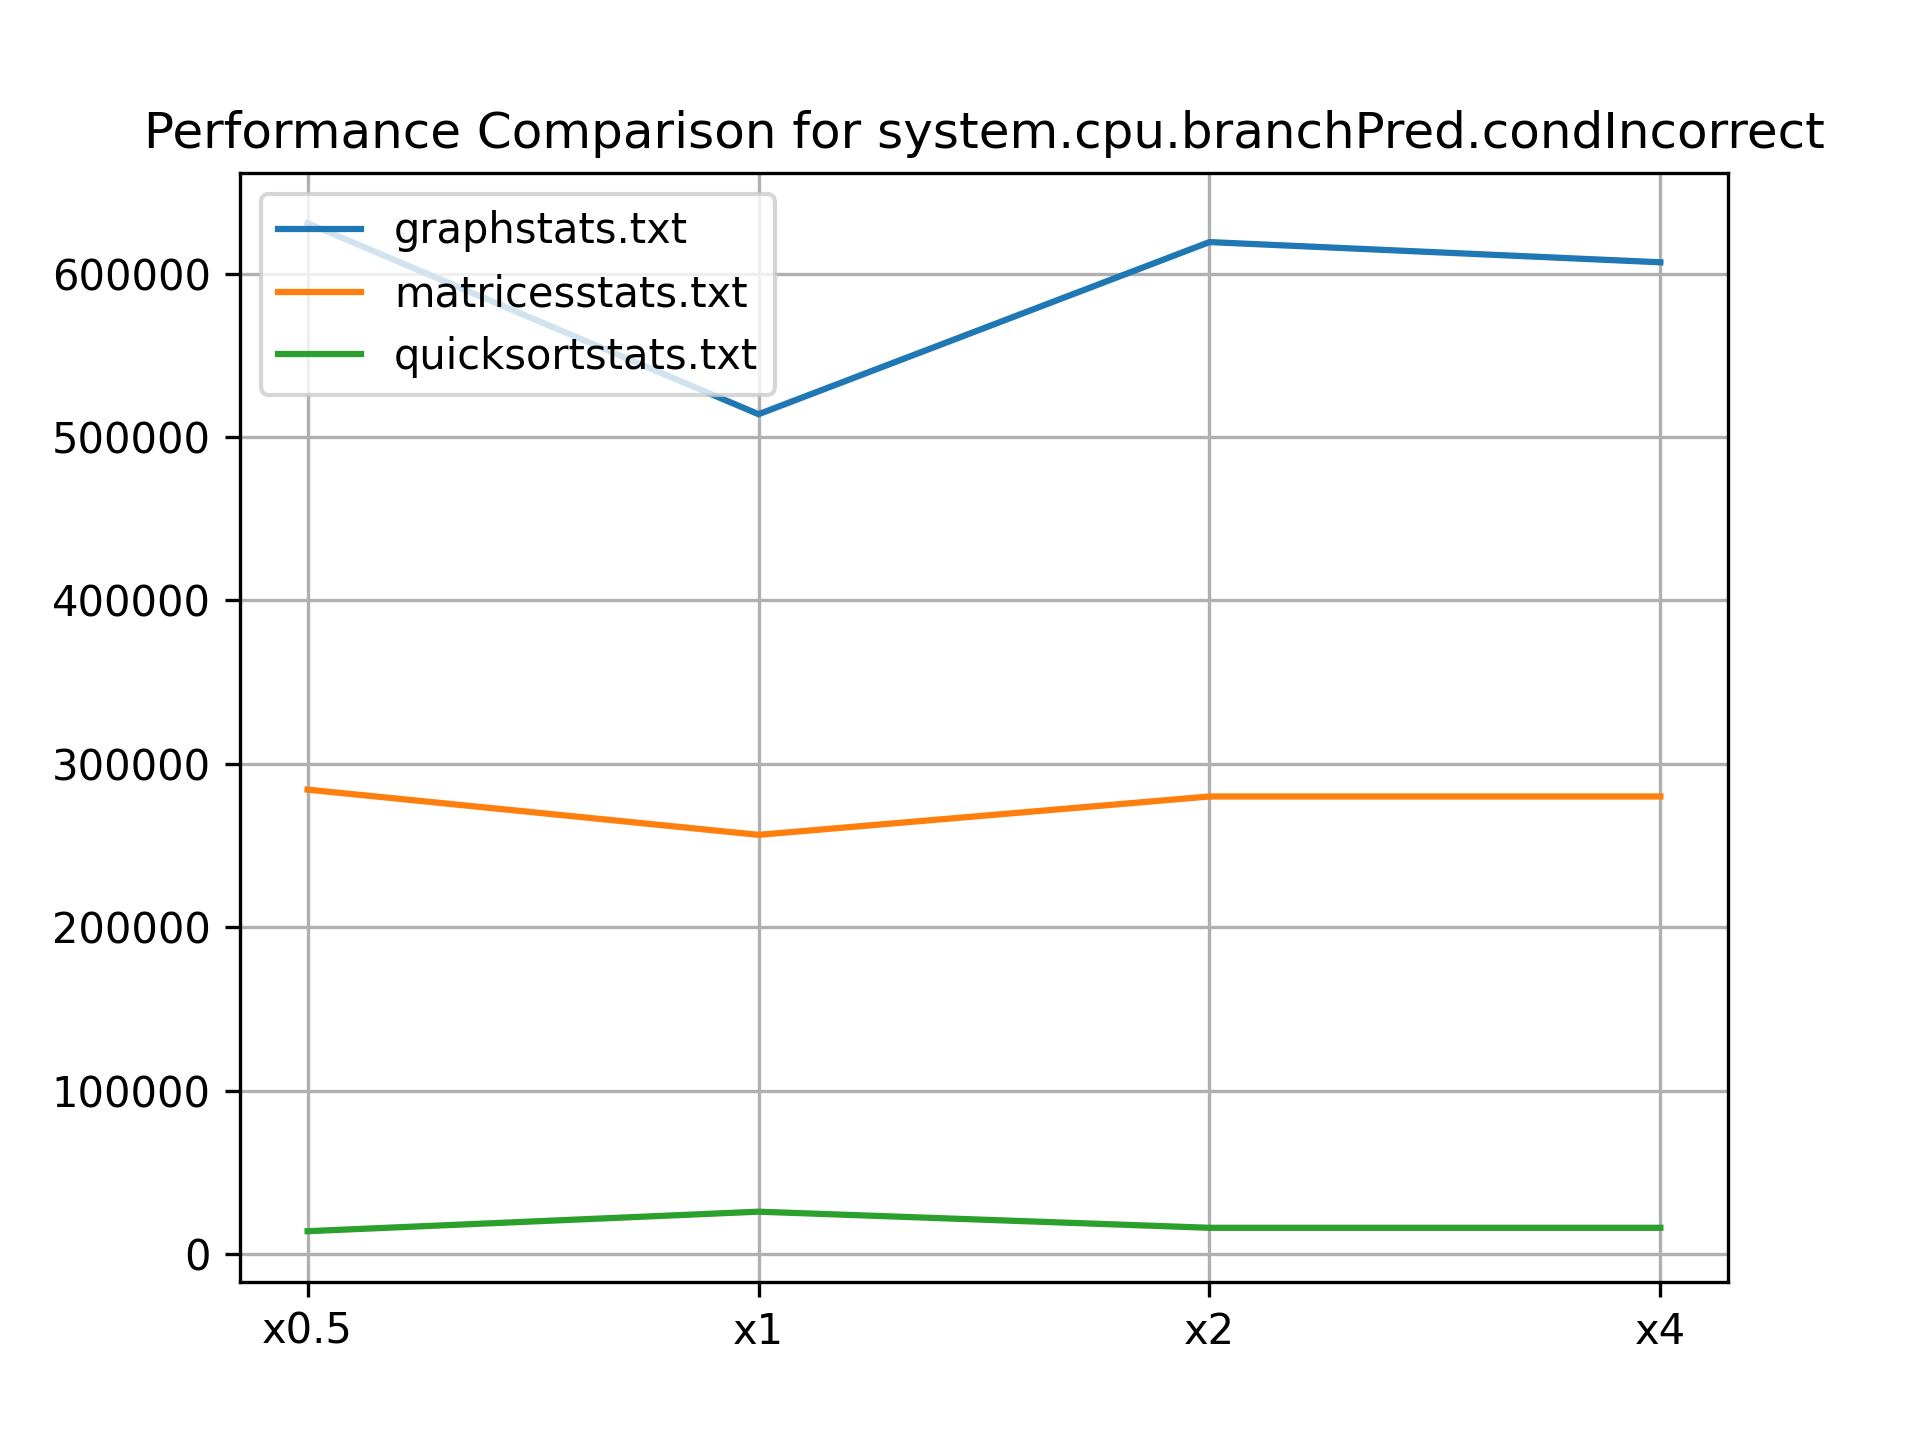 Performance Comparison for system.cpu.branchPred.condIncorrect
graphstats.txt
matricesstats.txt
quicksortstats.txt
600000
500000
400000
300000
200000
100000
0
x0.5 x1 x2 x4